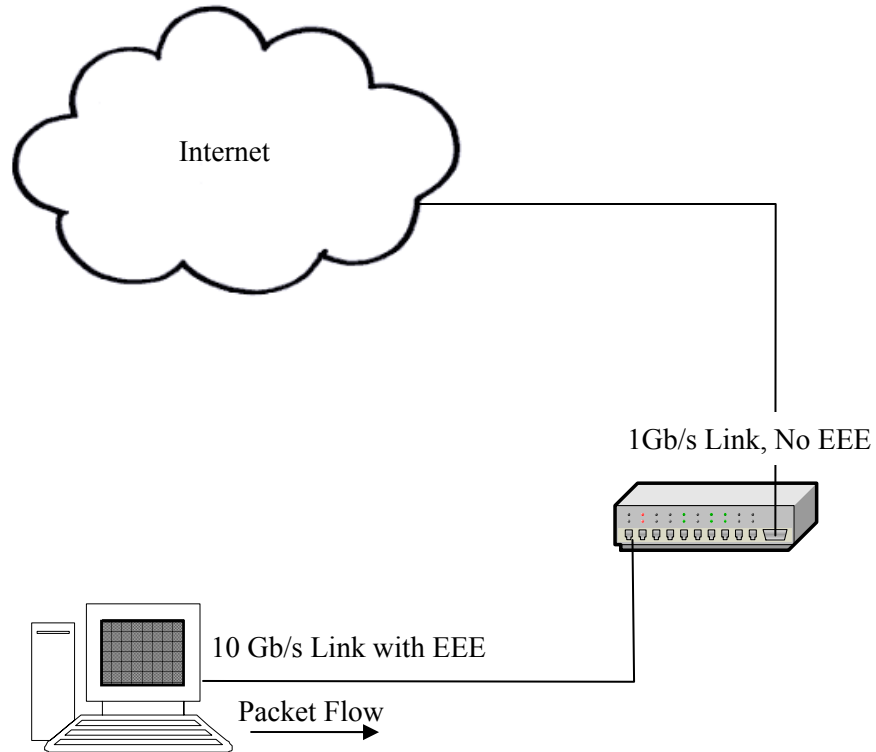 Internet
1Gb/s Link, No EEE
10 Gb/s Link with EEE
Packet Flow